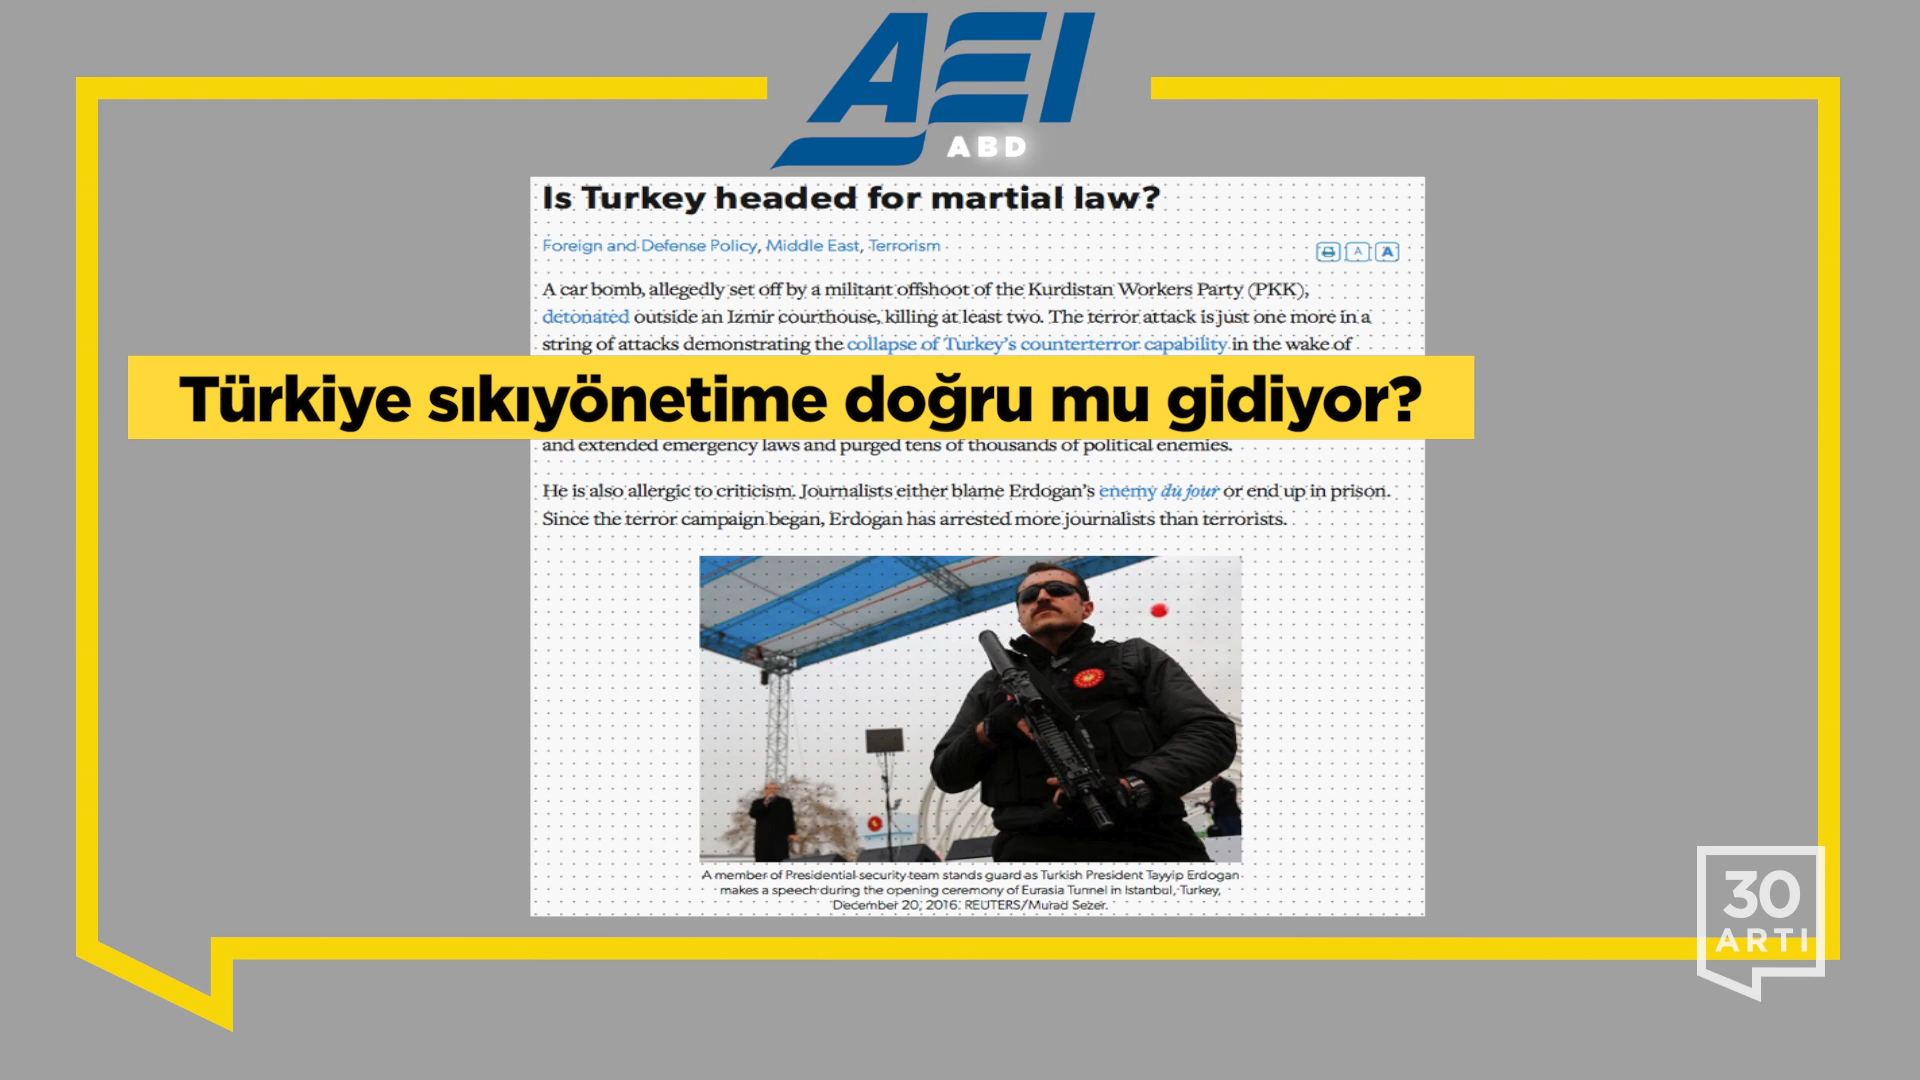 AEI
ABD
Is Turkey headed for martial law?
Foreign and Defense Policy, Middle East, Terrorism
A A
A car bomb, allegedly set off by a militant offshoot of the Kurdistan Workers Party (PKK),
detonated outside an Izmir courthouse, killing at least two. The terror attack is just one more in a
string of attacks demonstrating the collapse of Turkey's counterterror capability in the wake of
Türkiye sıkıyönetime doğru mu gidiyor?
and extended emergency laws and purged tens of thousands of political enemies.
He is also allergic to criticism. Journalists either blame Erdogan's enemy du jour or end up in prison.
Since the terror campaign began, Erdogan has arrested more journalists than terrorists.
A member of Presidential security team stands guard as Turkish President Tayyip Erdogan
makes a speech during the opening ceremony of Eurasia Tunnel in Istanbul, Turkey,
December 20, 2016. REUTERS/Murad Sezer.
30
ARTI